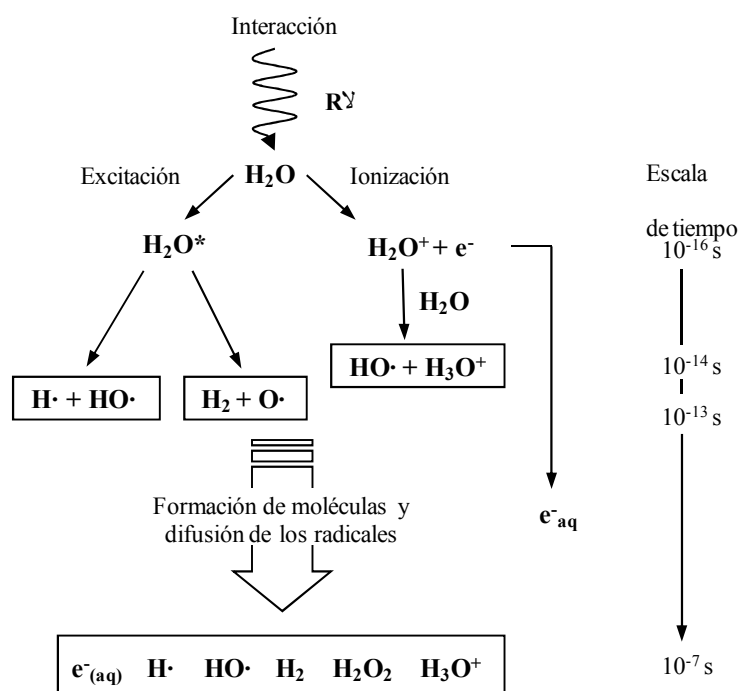 Interacción
Rγ
Excitación
H₂O
Ionización
Escala
de tiempo
H₂O*
H₂O⁺ + e⁻
10⁻¹⁶ s
H₂O
HO· + H₃O⁺
10⁻¹⁴ s
H· + HO·
H₂ + O·
10⁻¹³ s
Formación de moléculas y
difusión de los radicales
e⁻aq
e⁻(aq) H· HO· H₂ H₂O₂ H₃O⁺
10⁻⁷ s